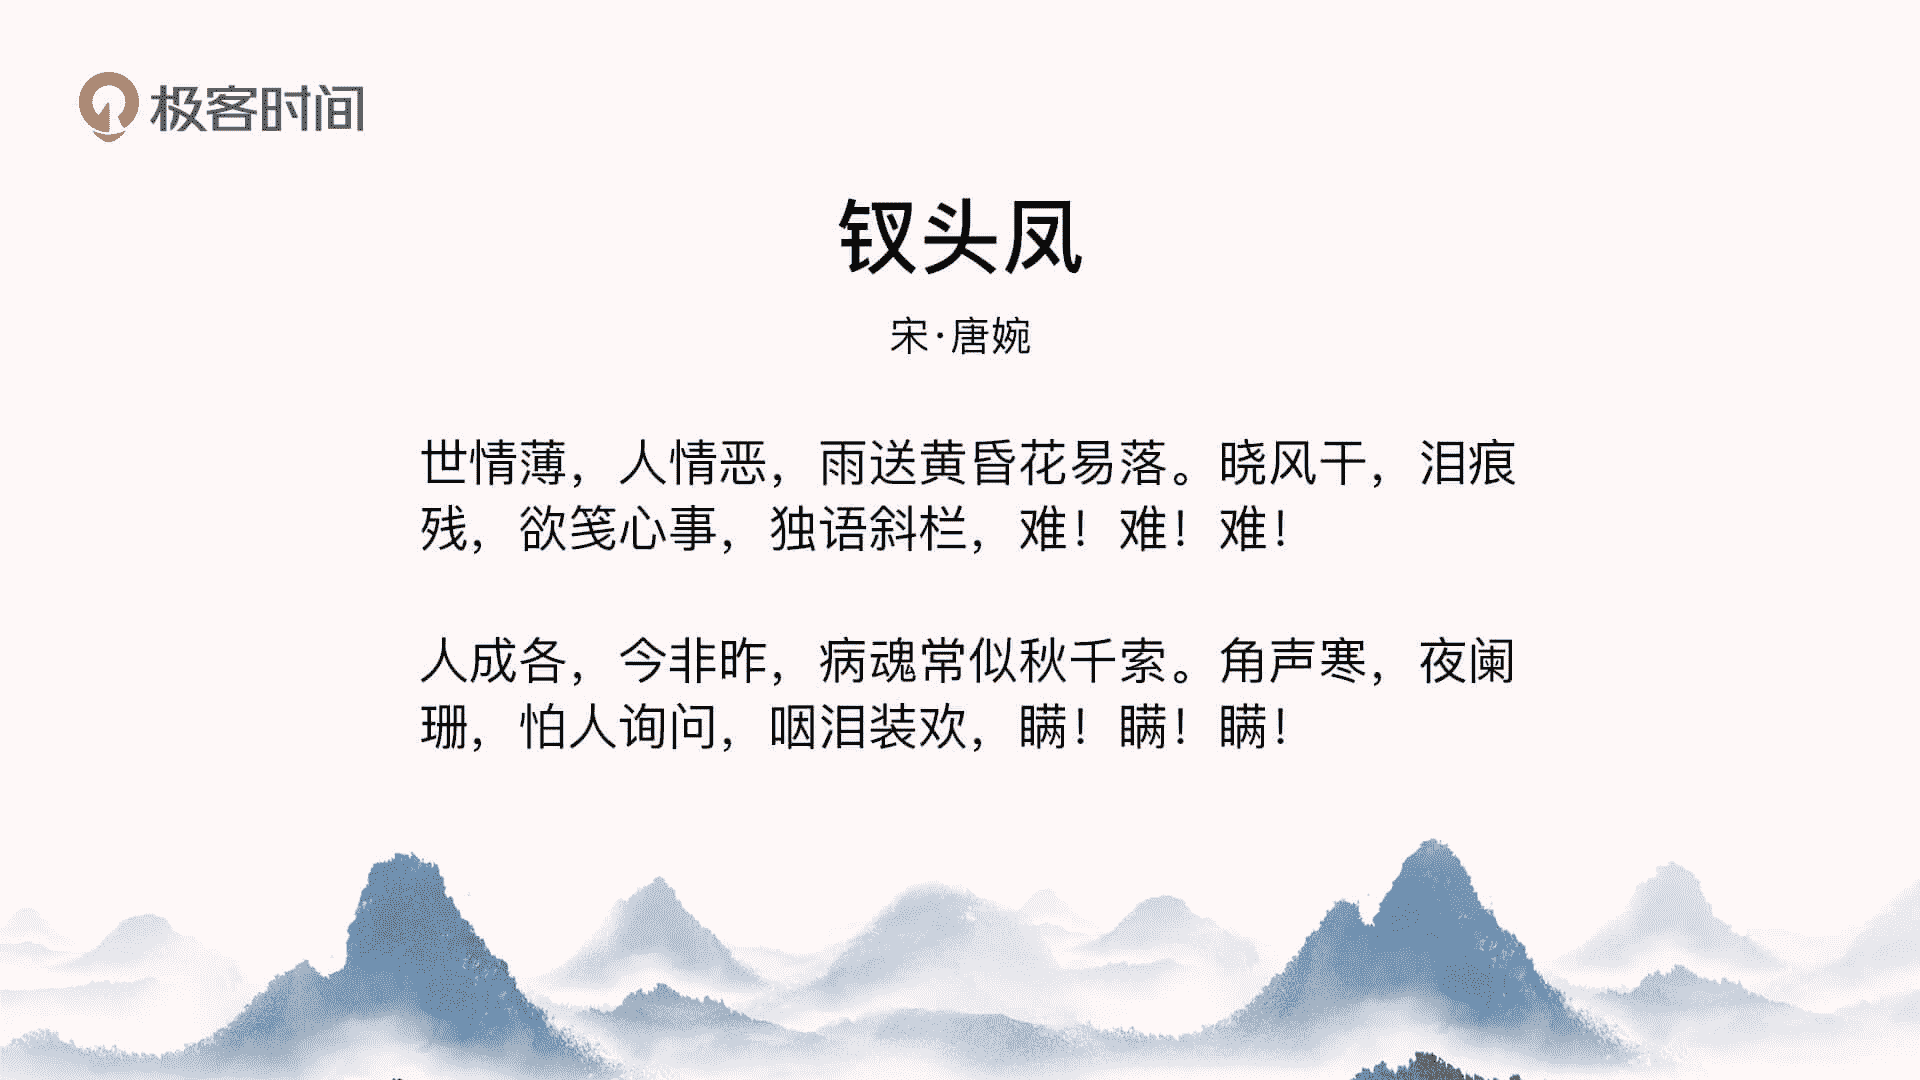 极客时间
钗头凤
宋·唐婉
世情薄，人情恶，雨送黄昏花易落。晓风干，泪痕
残，欲笺心事，独语斜栏，难！难！难！
人成各，今非昨，病魂常似秋千索。角声寒，夜阑
珊，怕人询问，咽泪装欢，瞒！瞒！瞒！